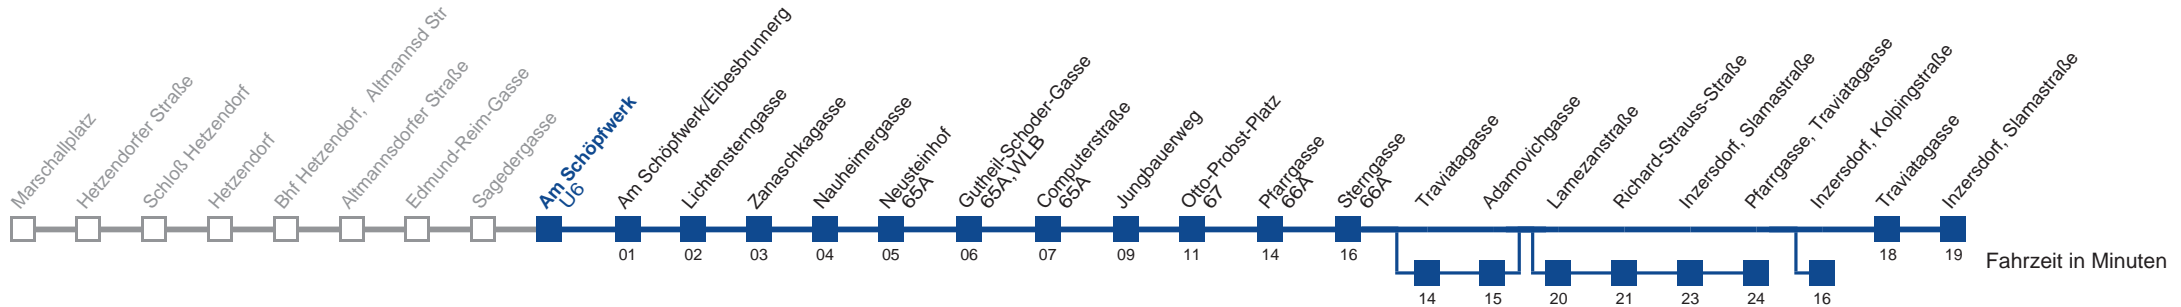 Marschallplatz
Hetzendorfer Straße
Schloß Hetzendorf
Hetzendorf
Bhf Hetzendorf, Altmannsd Str
Altmannsdorfer Straße
Edmund-Reim-Gasse
Sagedergasse
Am Schöpfwerk
U6
Am Schöpfwerk/Eibesbrunnerg
Lichtensterngasse
Zanaschkagasse
Nauheimergasse
Neusteinhof
65A
Gutheil-Schoder-Gasse
65A, WLB
Computerstraße
65A
Jungbauerweg
Otto-Probst-Platz
67
Pfarrgasse
66A
Sterngasse
66A
Traviatagasse
Adamovichgasse
Lamezanstraße
Richard-Strauss-Straße
Inzersdorf, Slamastraße
Pfarrgasse, Traviatagasse
Inzersdorf, Kolpingstraße
Traviatagasse
Inzersdorf, Slamastraße
01 02 03 04 05 06 07 09 11 14 16 18 19
Fahrzeit in Minuten
14 15 20 21 23 24 16